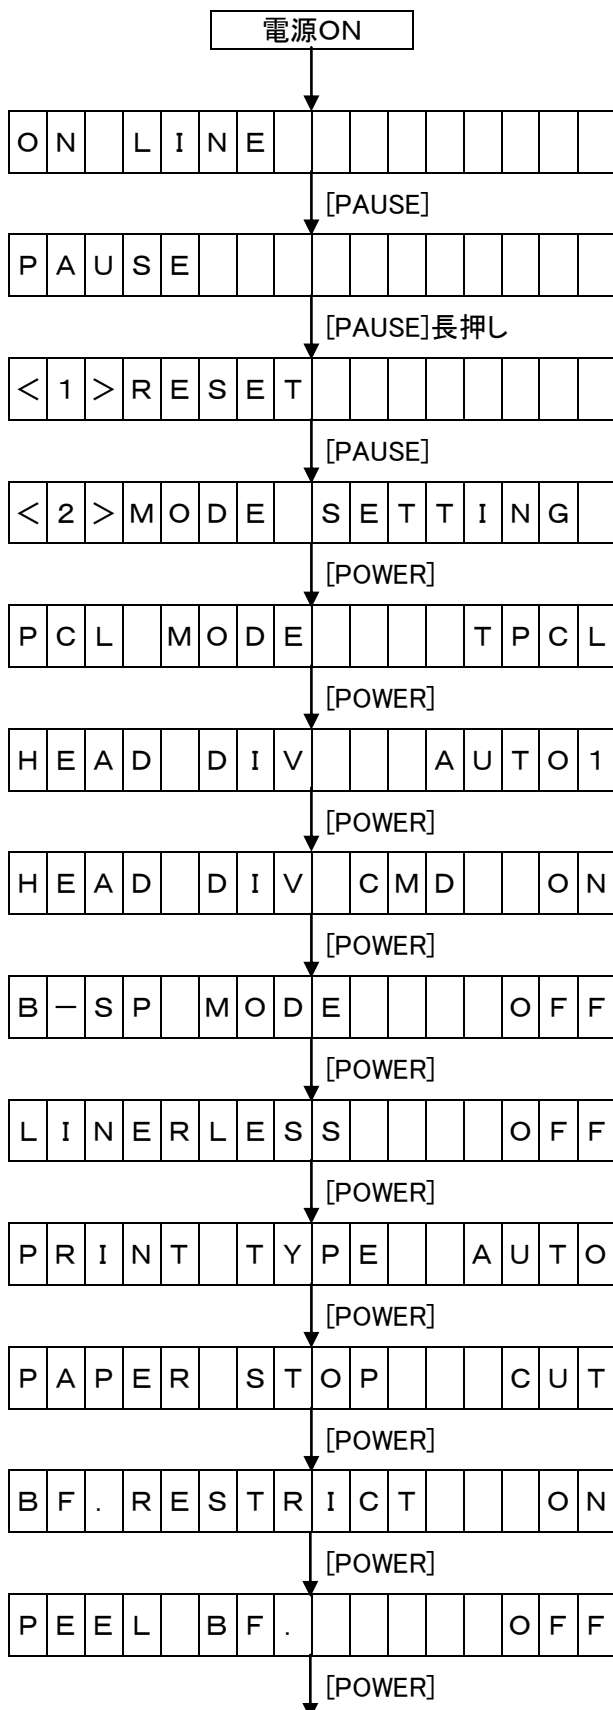 電源ON
ON LINE
[PAUSE]
PAUSE
[PAUSE]長押し
<1>RESET
[PAUSE]
<2>MODE SETTING
[POWER]
PCL MODE    TPCL
[POWER]
HEAD DIV   AUTO1
[POWER]
HEAD DIV CMD  ON
[POWER]
B-SP MODE    OFF
[POWER]
LINERLESS    OFF
[POWER]
PRINT TYPE  AUTO
[POWER]
PAPER STOP   CUT
[POWER]
BF.RESTRICT   ON
[POWER]
PEEL BF.     OFF
[POWER]